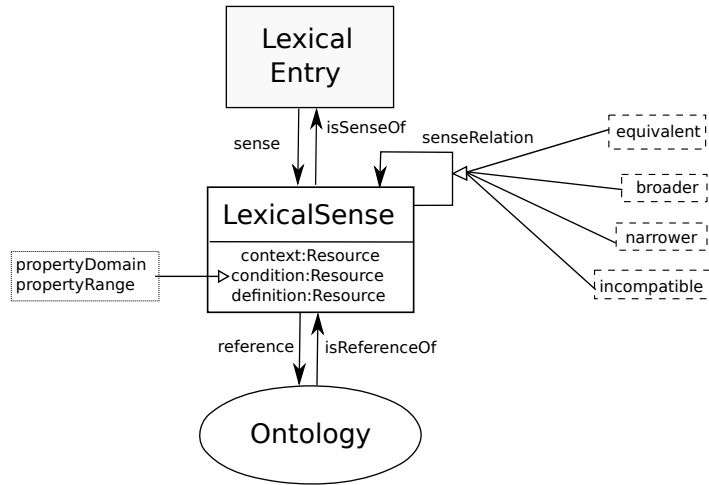 Lexical
Entry
sense
isSenseOf
senseRelation
equivalent
broader
narrower
incompatible
LexicalSense
context:Resource
condition:Resource
definition:Resource
propertyDomain
propertyRange
reference
isReferenceOf
Ontology